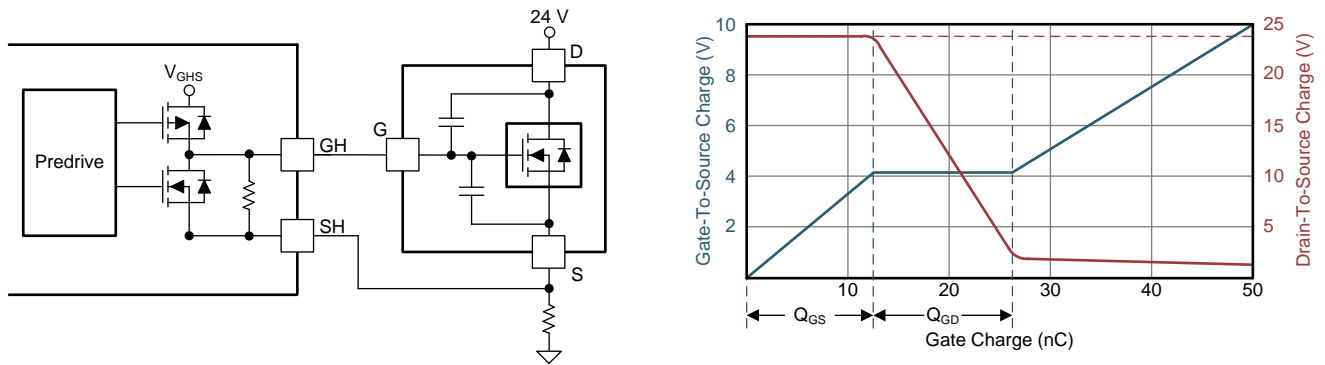 24 V
D
V_GHS
Predrive
GH
G
SH
S
Gate-To-Source Charge (V)
10
8
6
4
2
Drain-To-Source Charge (V)
25
20
15
10
5
10 20 30 40 50
Q_GS Q_GD
Gate Charge (nC)